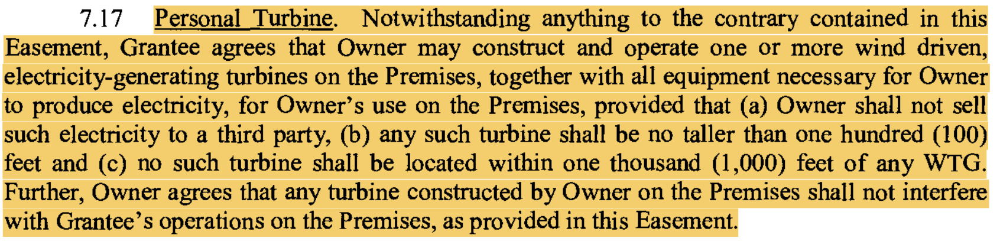 7.17 Personal Turbine. Notwithstanding anything to the contrary contained in this
Easement, Grantee agrees that Owner may construct and operate one or more wind driven,
electricity-generating turbines on the Premises, together with all equipment necessary for Owner
to produce electricity, for Owner's use on the Premises, provided that (a) Owner shall not sell
such electricity to a third party, (b) any such turbine shall be no taller than one hundred (100)
feet and (c) no such turbine shall be located within one thousand (1,000) feet of any WTG.
Further, Owner agrees that any turbine constructed by Owner on the Premises shall not interfere
with Grantee's operations on the Premises, as provided in this Easement.